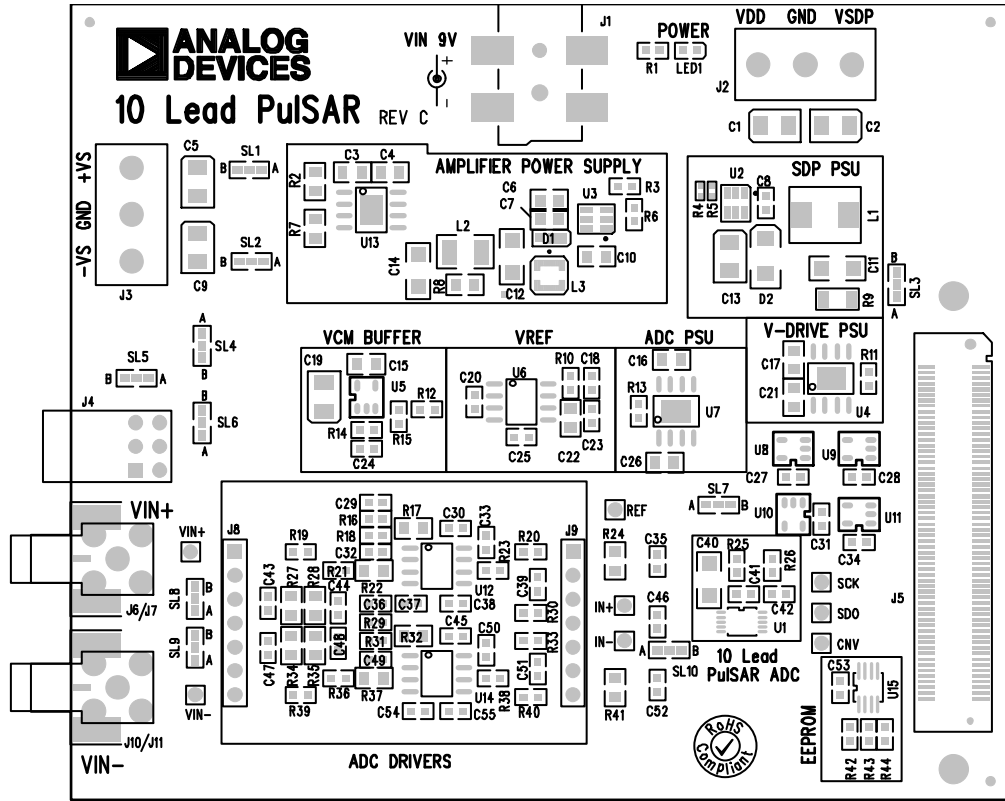 ANALOG
DEVICES
10 Lead PulSAR REV C
VIN 9V
+
-
J1
POWER
R1 LED1
VDD GND VSDP
J2
C1 C2
+VS
GND
-VS
J3
C5
C9
B SL1 A
B SL2 A
AMPLIFIER POWER SUPPLY
R2
R7
C3 C4
U13
C14
L2
R8
C12
C6
C7
U3
D1
L3
C10
R3
R6
SDP PSU
R4
R5
U2
C8
L1
C13
D2
C11
R9
B
SL3
A
A
SL4
B
B SL5 A
B
SL6
A
J4
VCM BUFFER
C19
C15
U5
R12
R14
R15
C24
VREF
C20
U6
R10
C18
C25
C22
C23
ADC PSU
C16
R13
U7
C26
V-DRIVE PSU
C17
C21
R11
U4
U8
C27
U9
C28
U10
C31
U11
C34
A SL7 B
VIN+
VIN+
J6/J7
SL8
B
A
SL9
B
A
VIN-
J10/J11
VIN-
J8
C29
R16
R18
C32
R19
R21
R17
C30
C33
R23
R20
J9
C43
R27
R28
C44
R22
U12
C36
C37
C38
C39
R29
R30
R31
R32
C45
C50
R33
C47
R34
R35
C48
C49
R36
R37
U14
R38
C51
R39
R40
C54
C55
ADC DRIVERS
REF
R24
C35
IN+
C46
IN-
A B
SL10
R41
C52
C40
R25
C41
R26
C42
U1
10 Lead
PulSAR ADC
SCK
SDO
CNV
J5
RoHS
Compliant
EEPROM
C53
U15
R42
R43
R44